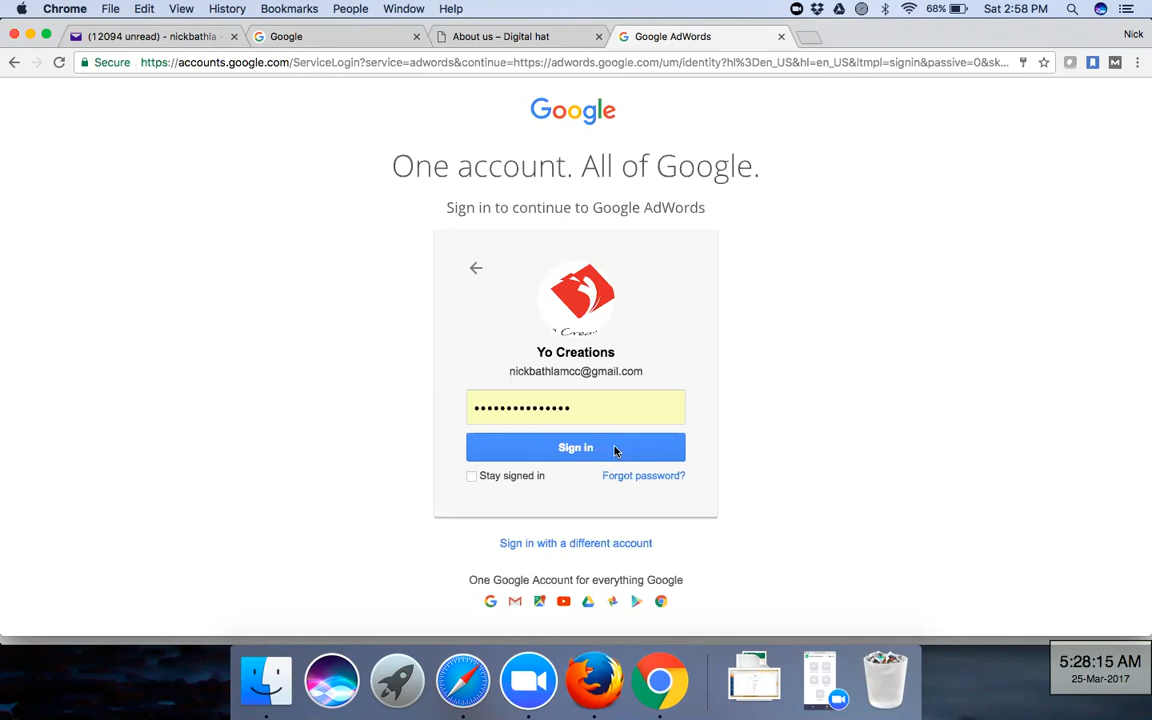 Chrome File Edit View History Bookmarks People Window Help 68% Sat 2:58 PM
(12094 unread) - nickbathla Google About us – Digital hat Google AdWords Nick
Secure https://accounts.google.com/ServiceLogin?service=adwords&continue=https://adwords.google.com/um/identity?hl%3Den_US&hl=en_US&ltmpl=signin&passive=0&sk...
Google
One account. All of Google.
Sign in to continue to Google AdWords
Yo Creations
nickbathlamcc@gmail.com
•••••••••••••••
Sign in
Stay signed in Forgot password?
Sign in with a different account
One Google Account for everything Google
5:28:15 AM
25-Mar-2017